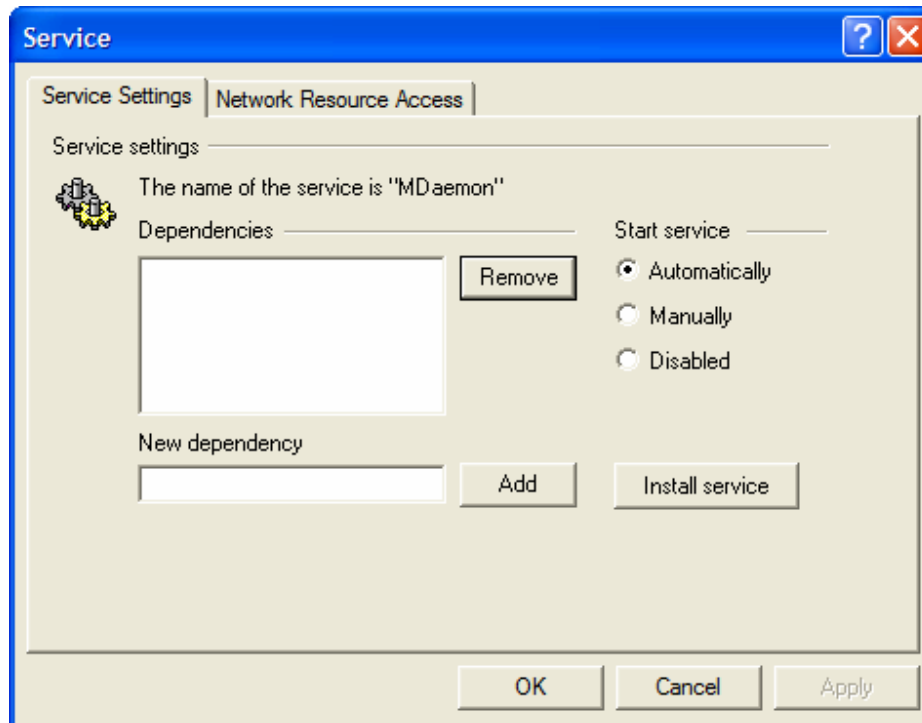 Service
Service Settings
Network Resource Access
Service settings
The name of the service is "MDaemon"
Dependencies
Start service
Remove
Automatically
Manually
Disabled
New dependency
Add
Install service
OK
Cancel
Apply